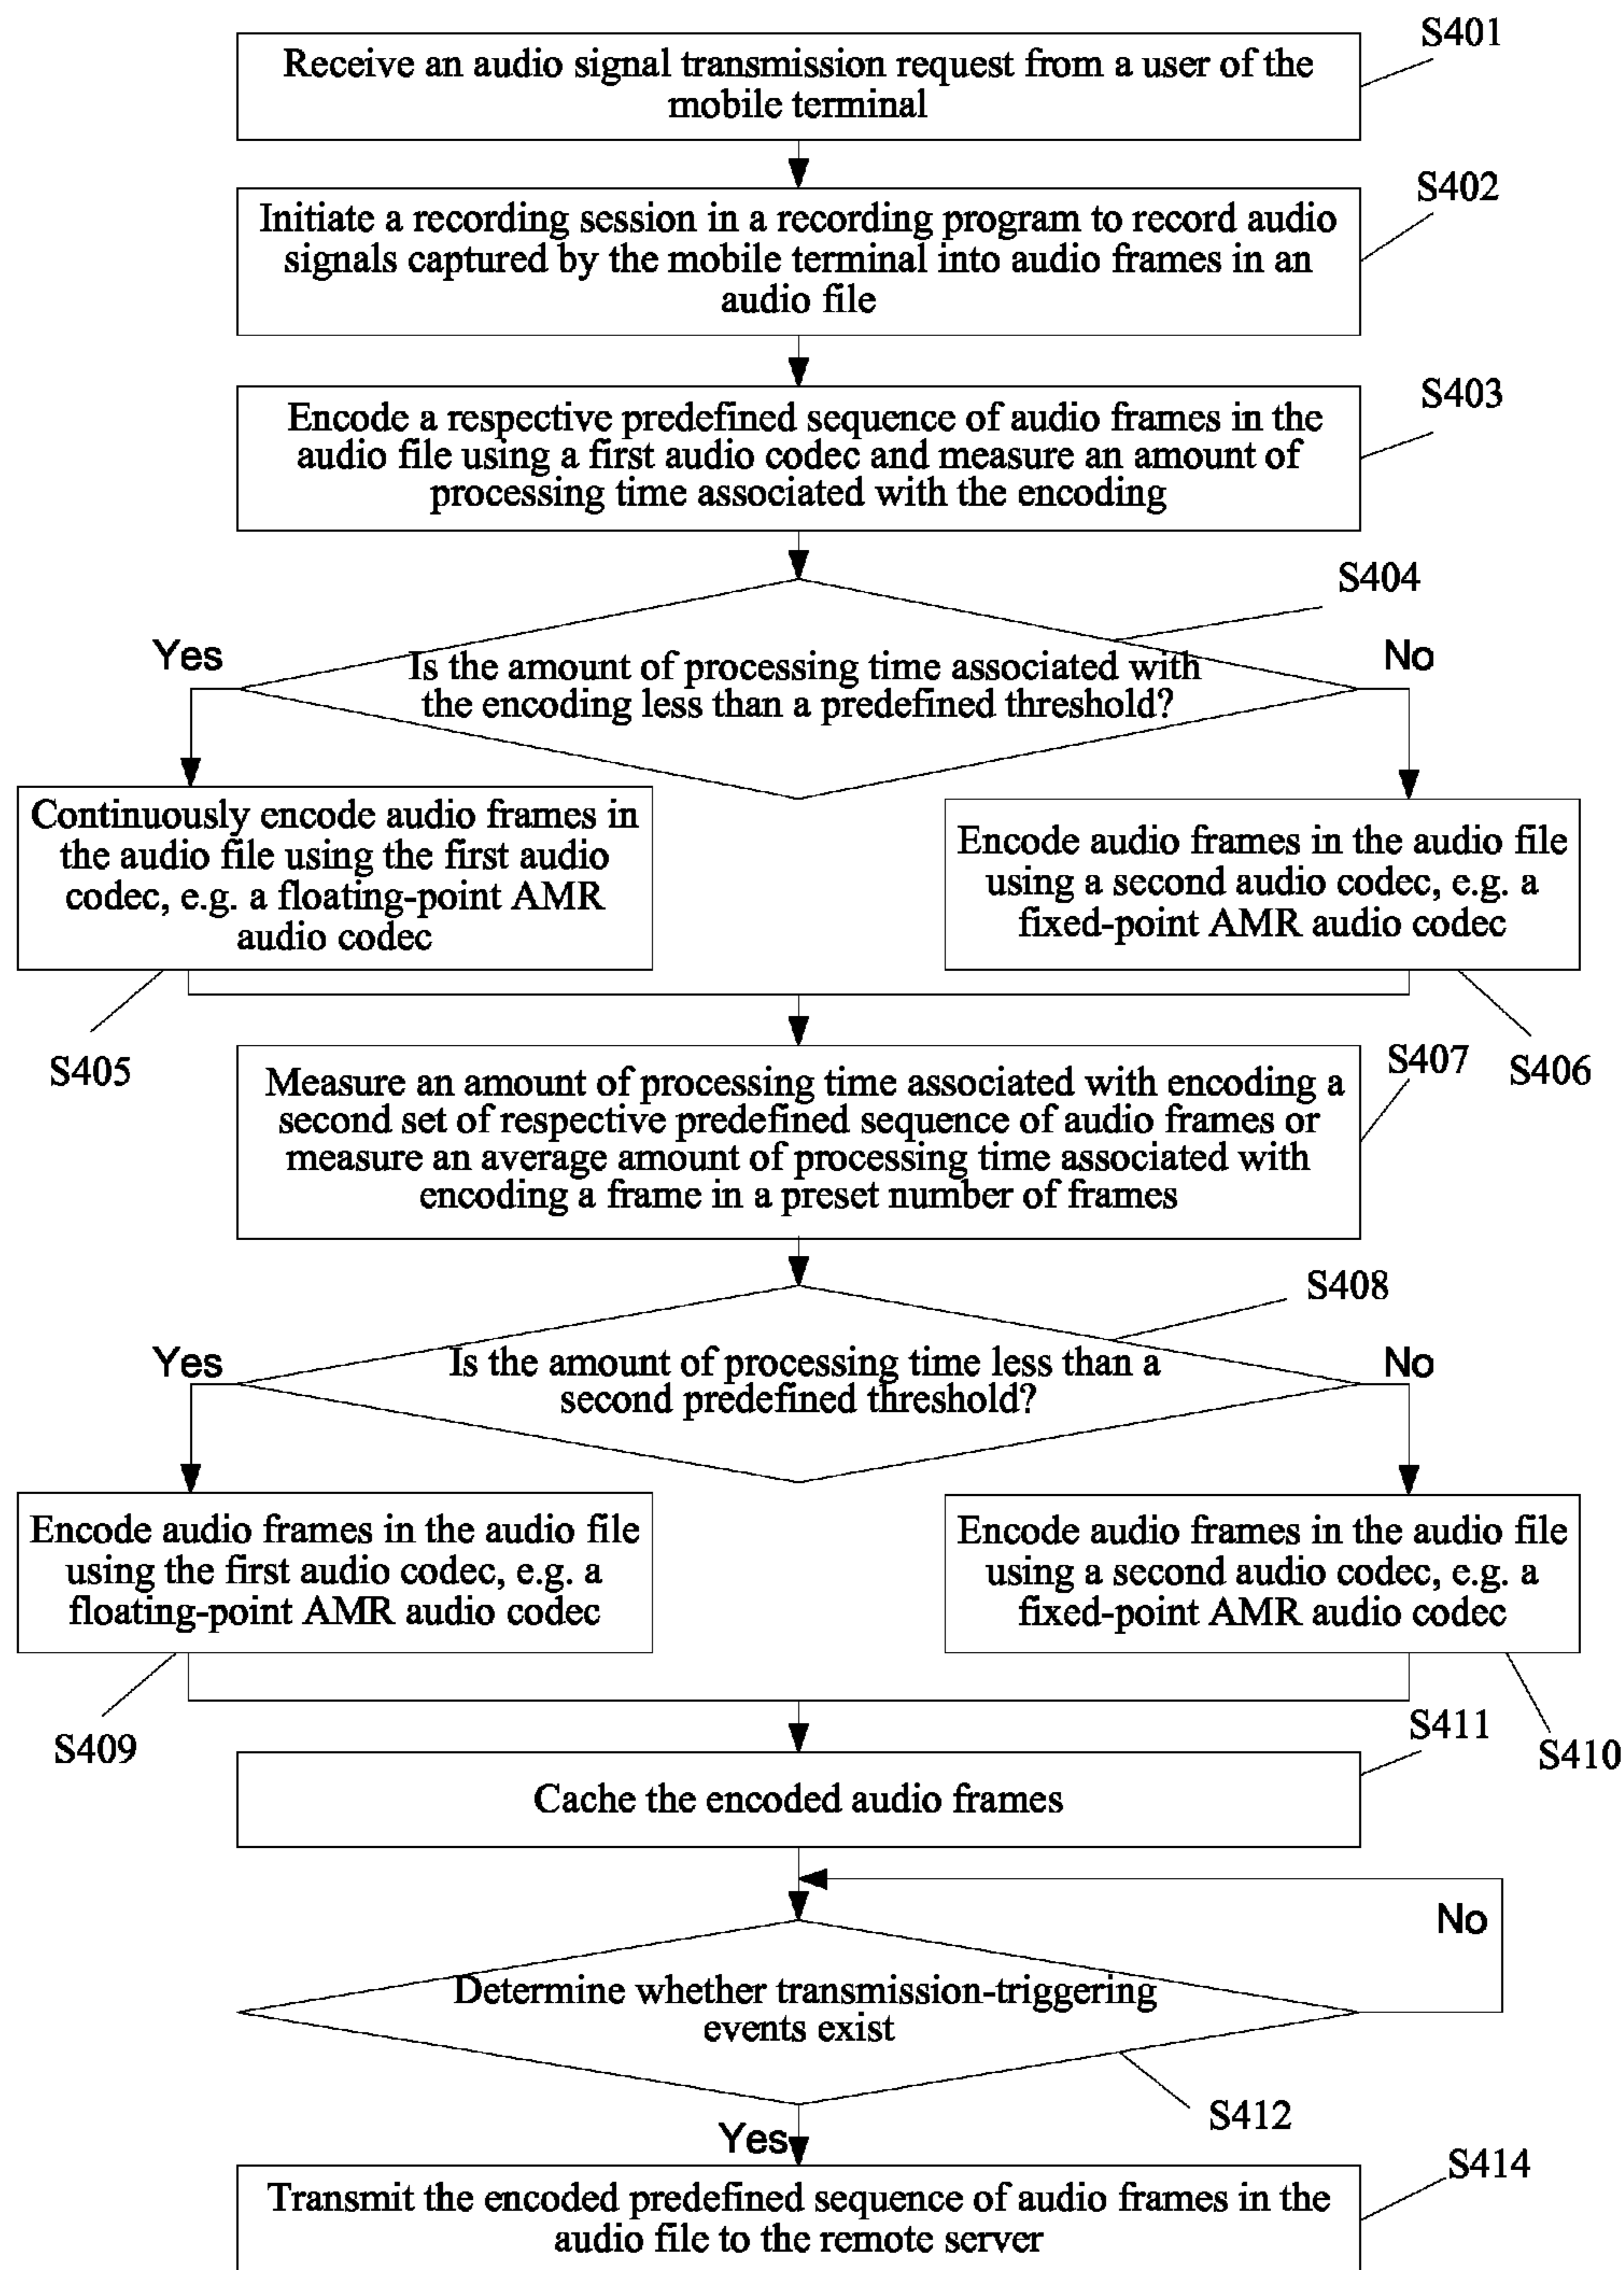 S401
Receive an audio signal transmission request from a user of the
mobile terminal
S402
Initiate a recording session in a recording program to record audio
signals captured by the mobile terminal into audio frames in an
audio file
S403
Encode a respective predefined sequence of audio frames in the
audio file using a first audio codec and measure an amount of
processing time associated with the encoding
S404
Yes
No
Is the amount of processing time associated with
the encoding less than a predefined threshold?
Continuously encode audio frames in
the audio file using the first audio
codec, e.g. a floating-point AMR
audio codec
Encode audio frames in the audio file
using a second audio codec, e.g. a
fixed-point AMR audio codec
S405
S406
S407
Measure an amount of processing time associated with encoding a
second set of respective predefined sequence of audio frames or
measure an average amount of processing time associated with
encoding a frame in a preset number of frames
S408
Yes
No
Is the amount of processing time less than a
second predefined threshold?
Encode audio frames in the audio file
using the first audio codec, e.g. a
floating-point AMR audio codec
Encode audio frames in the audio file
using a second audio codec, e.g. a
fixed-point AMR audio codec
S409
S410
S411
Cache the encoded audio frames
No
Determine whether transmission-triggering
events exist
S412
Yes
S414
Transmit the encoded predefined sequence of audio frames in the
audio file to the remote server